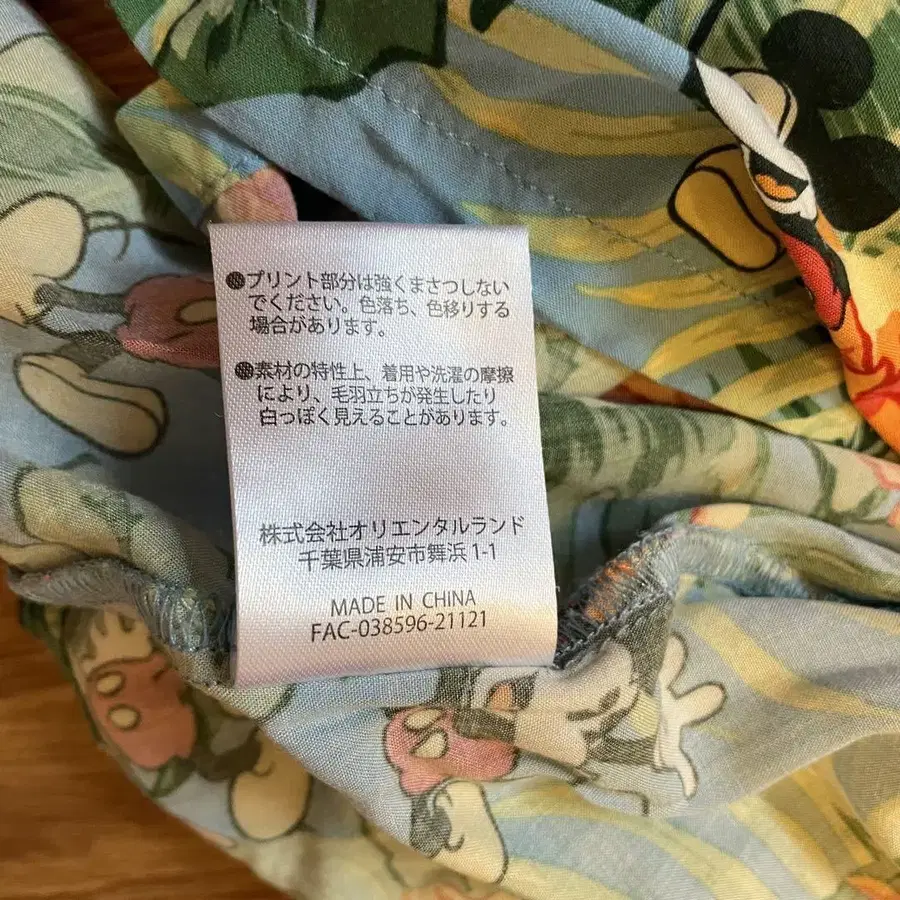 ●プリント部分は強くまさつしない
でください。色落ち、色移りする
場合があります。
●素材の特性上、着用や洗濯の摩擦
により、毛羽立ちが発生したり
白っぽく見えることがあります。
株式会社オリエンタルランド
千葉県浦安市舞浜 1-1
MADE IN CHINA
FAC-038596-21121